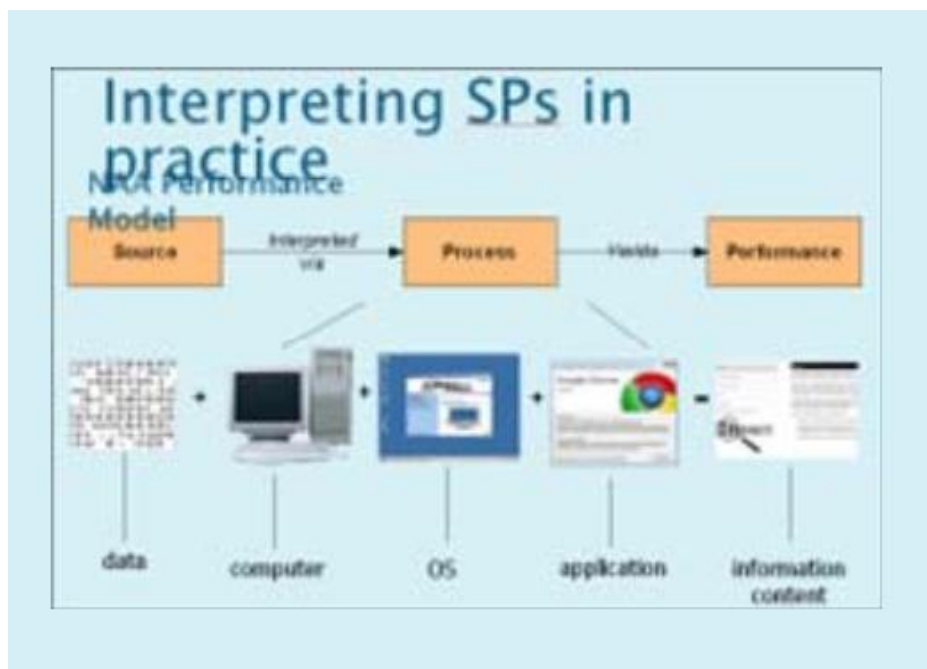 Interpreting SPs in
practice
NAA Performance
Model
Source
Interpreted
via
Process
Yields
Performance
data
computer
OS
application
information
content